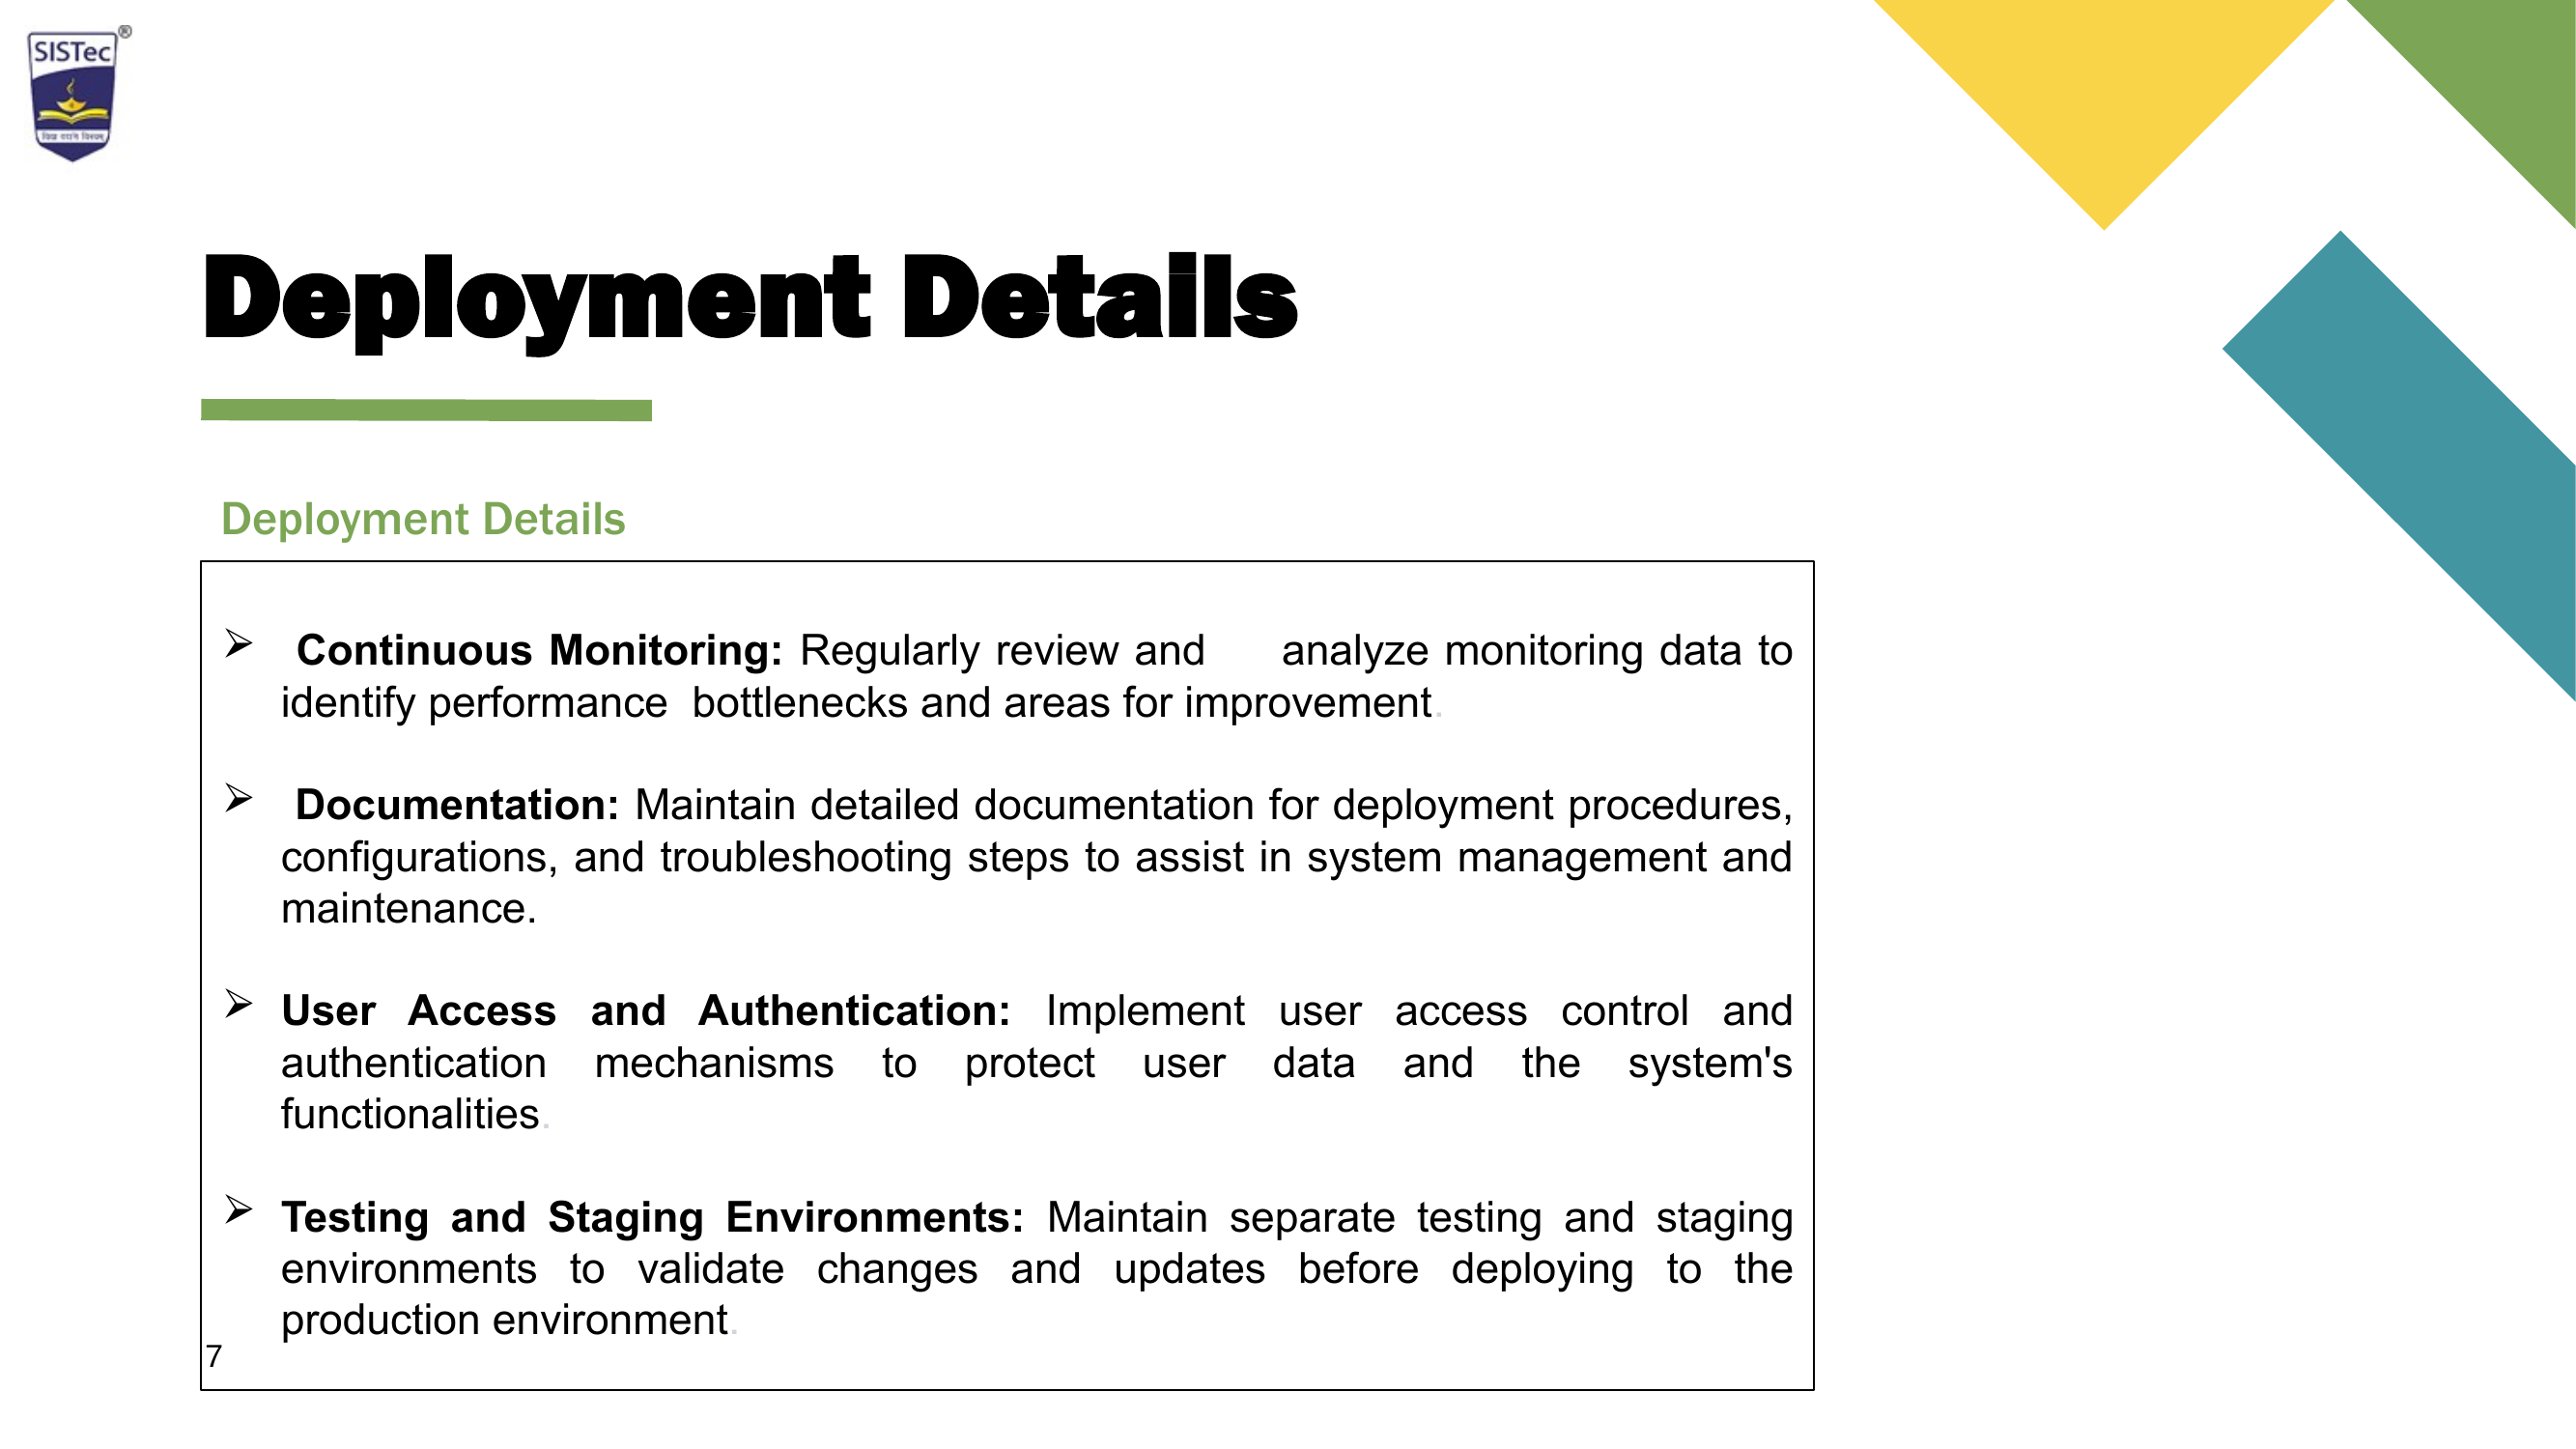 SISTec®
Deployment Details
Deployment Details
➢ Continuous Monitoring: Regularly review and analyze monitoring data to
identify performance bottlenecks and areas for improvement.
➢ Documentation: Maintain detailed documentation for deployment procedures,
configurations, and troubleshooting steps to assist in system management and
maintenance.
➢ User Access and Authentication: Implement user access control and
authentication mechanisms to protect user data and the system's
functionalities.
➢ Testing and Staging Environments: Maintain separate testing and staging
environments to validate changes and updates before deploying to the
production environment.
7